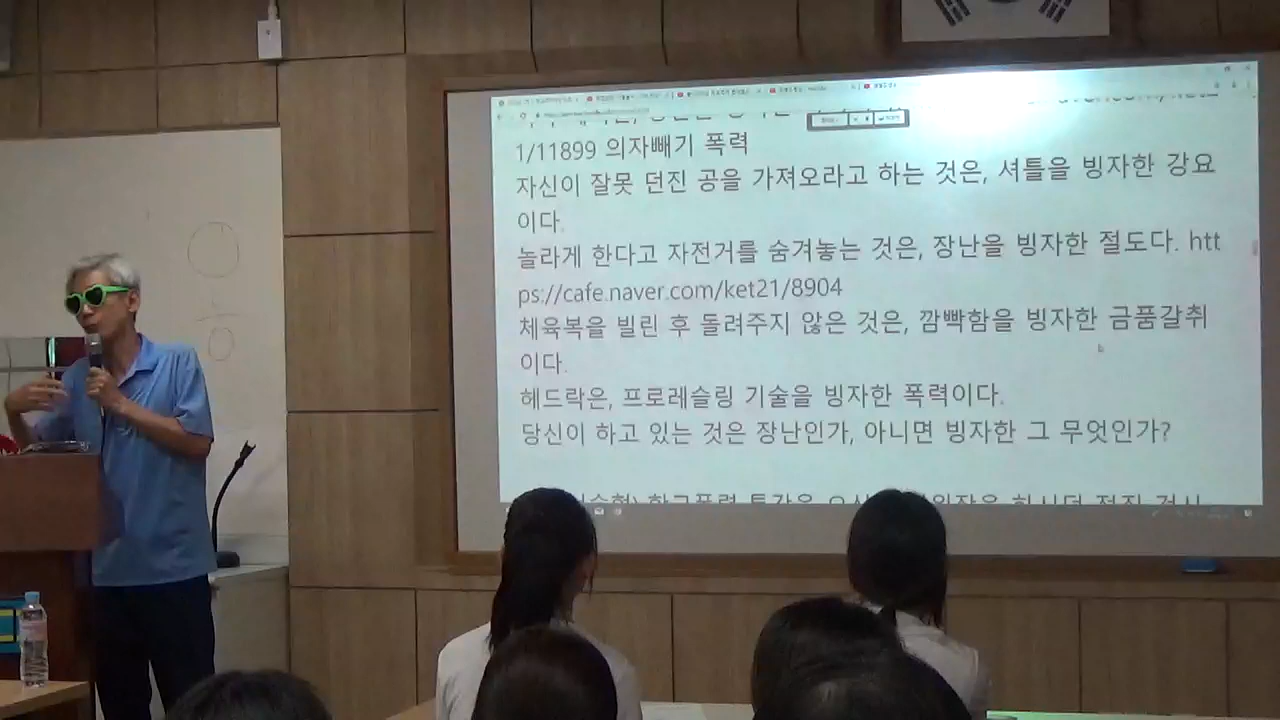 1/11899 의자빼기 폭력
자신이 잘못 던진 공을 가져오라고 하는 것은, 셔틀을 빙자한 강요
이다.
놀라게 한다고 자전거를 숨겨놓는 것은, 장난을 빙자한 절도다. htt
ps://cafe.naver.com/ket21/8904
체육복을 빌린 후 돌려주지 않은 것은, 깜빡함을 빙자한 금품갈취
이다.
헤드락은, 프로레슬링 기술을 빙자한 폭력이다.
당신이 하고 있는 것은 장난인가, 아니면 빙자한 그 무엇인가?